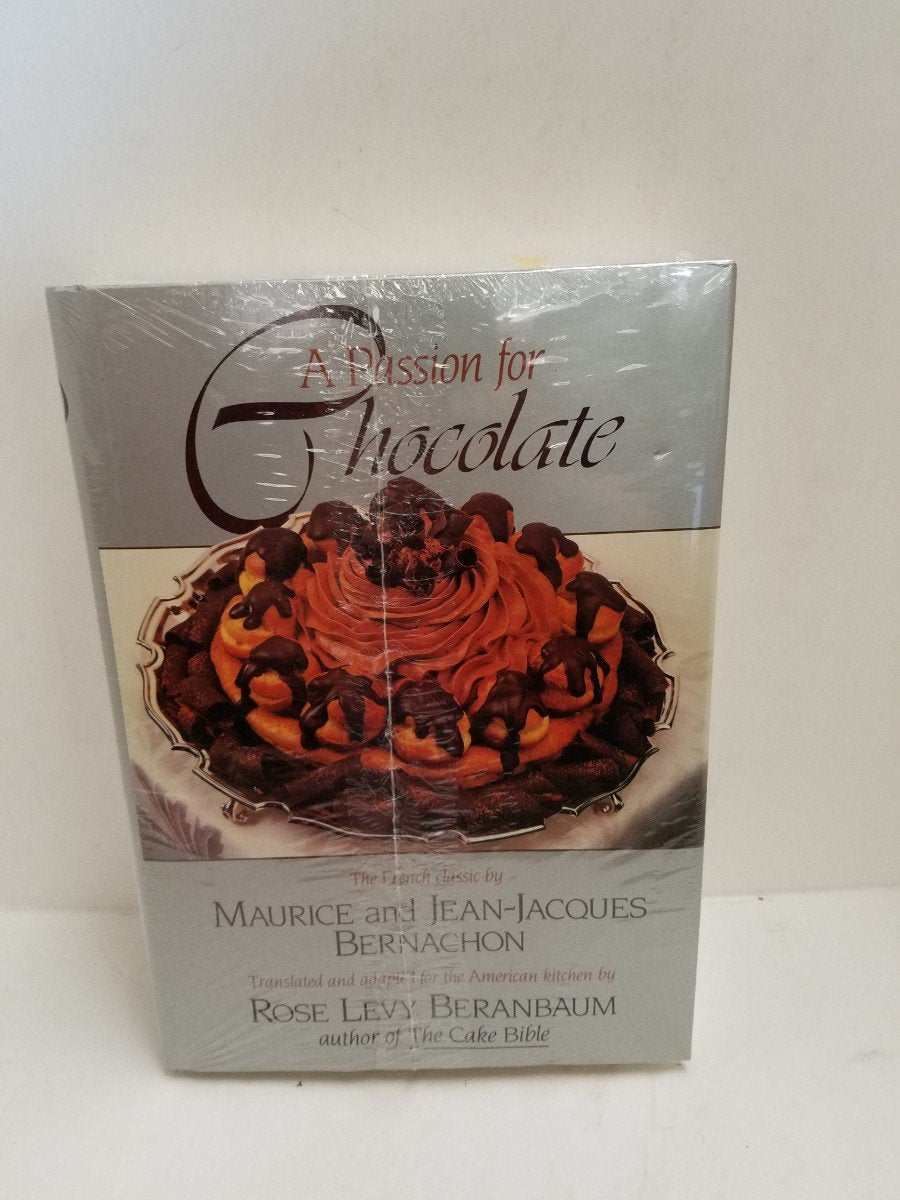 A Passion for
Chocolate
The French classic by
MAURICE and JEAN-JACQUES
BERNACHON
Translated and adapted for the American kitchen by
ROSE LEVY BERANBAUM
author of The Cake Bible